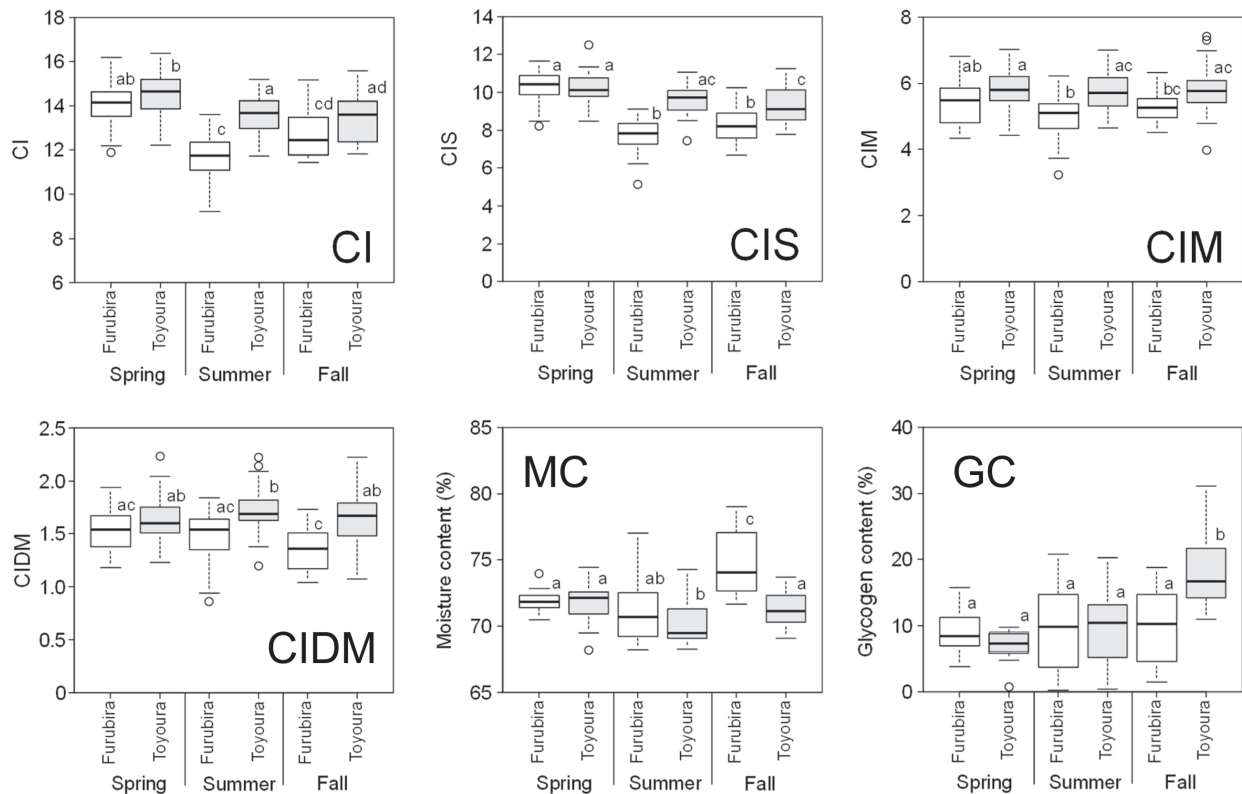 CI
18
16
14
12
10
8
6
ab
b
c
a
cd
ad
CI
Furubira
Toyoura
Furubira
Toyoura
Furubira
Toyoura
Spring
Summer
Fall
CIS
14
12
10
8
6
4
2
0
a
a
b
ac
b
c
CIS
Furubira
Toyoura
Furubira
Toyoura
Furubira
Toyoura
Spring
Summer
Fall
CIM
8
6
4
2
0
ab
a
b
ac
bc
ac
CIM
Furubira
Toyoura
Furubira
Toyoura
Furubira
Toyoura
Spring
Summer
Fall
CIDM
2.5
2.0
1.5
1.0
0.5
0
ac
ab
ac
b
c
ab
CIDM
Furubira
Toyoura
Furubira
Toyoura
Furubira
Toyoura
Spring
Summer
Fall
Moisture content (%)
85
80
75
70
65
MC
a
a
ab
b
c
a
Furubira
Toyoura
Furubira
Toyoura
Furubira
Toyoura
Spring
Summer
Fall
Glycogen content (%)
40
30
20
10
0
GC
a
a
a
a
a
b
Furubira
Toyoura
Furubira
Toyoura
Furubira
Toyoura
Spring
Summer
Fall